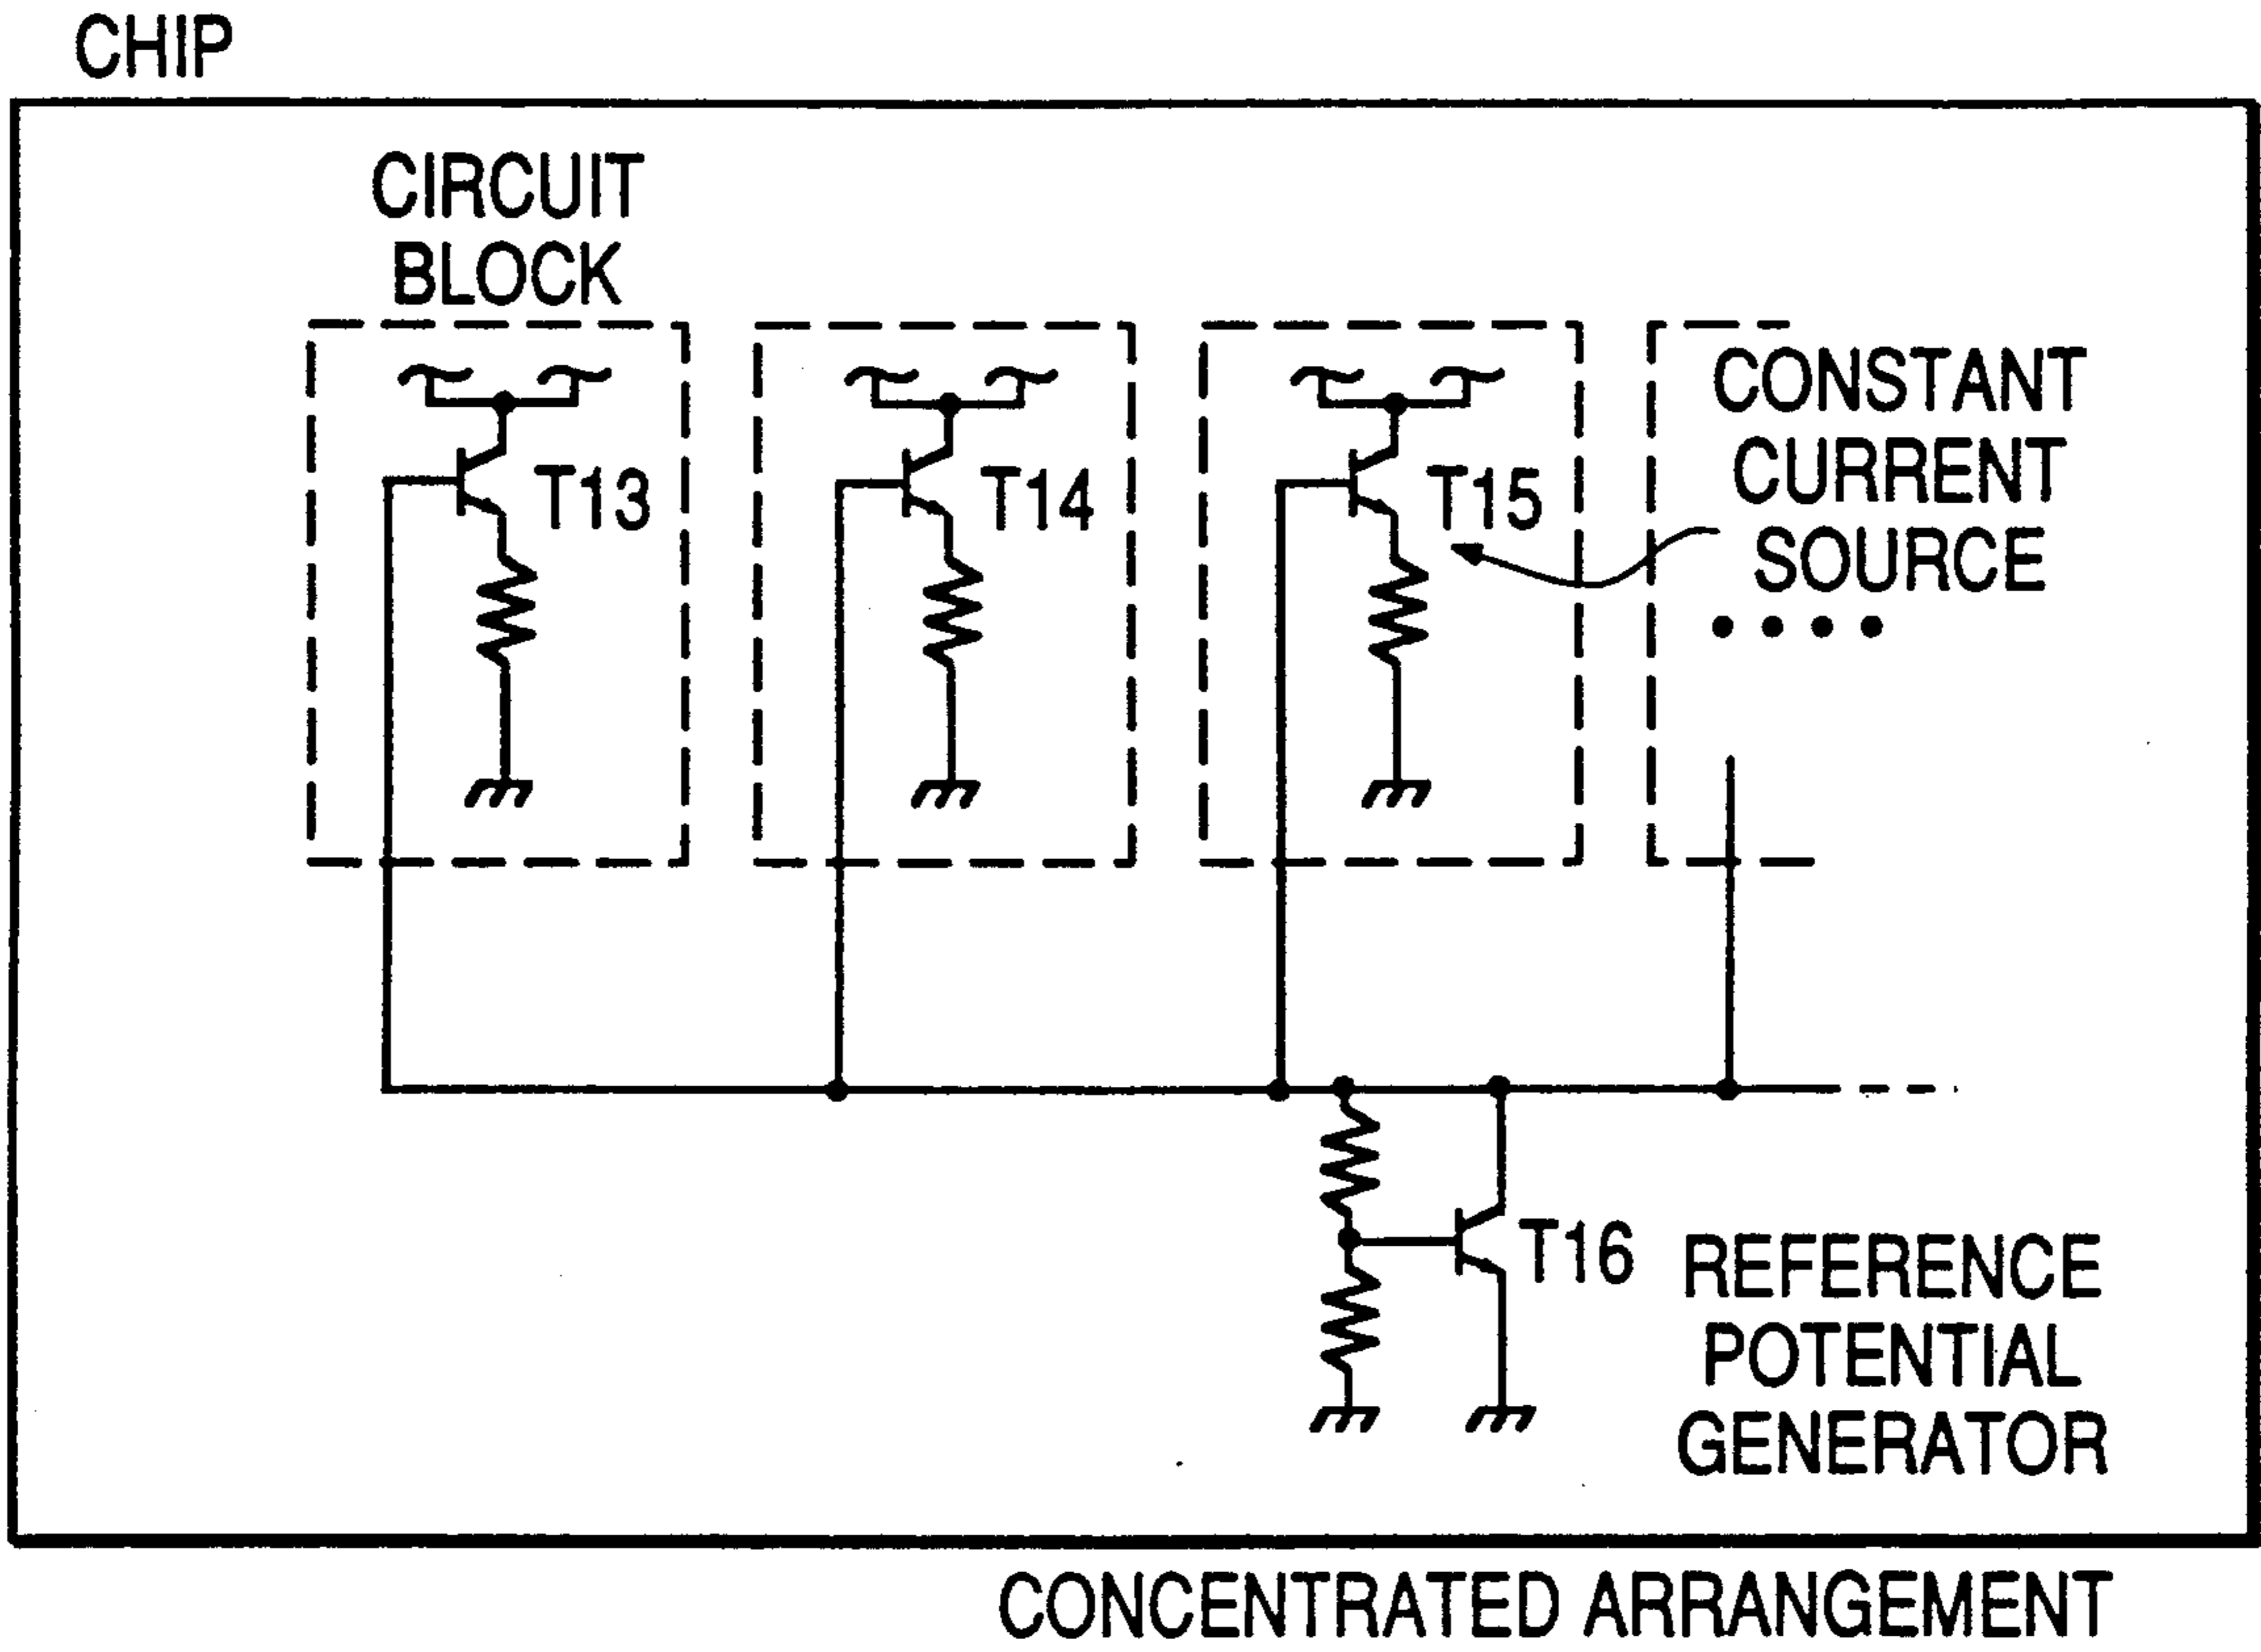 CHIP
CIRCUIT
BLOCK
CONSTANT
CURRENT
SOURCE
T13
T14
T15
T16
REFERENCE
POTENTIAL
GENERATOR
CONCENTRATED ARRANGEMENT